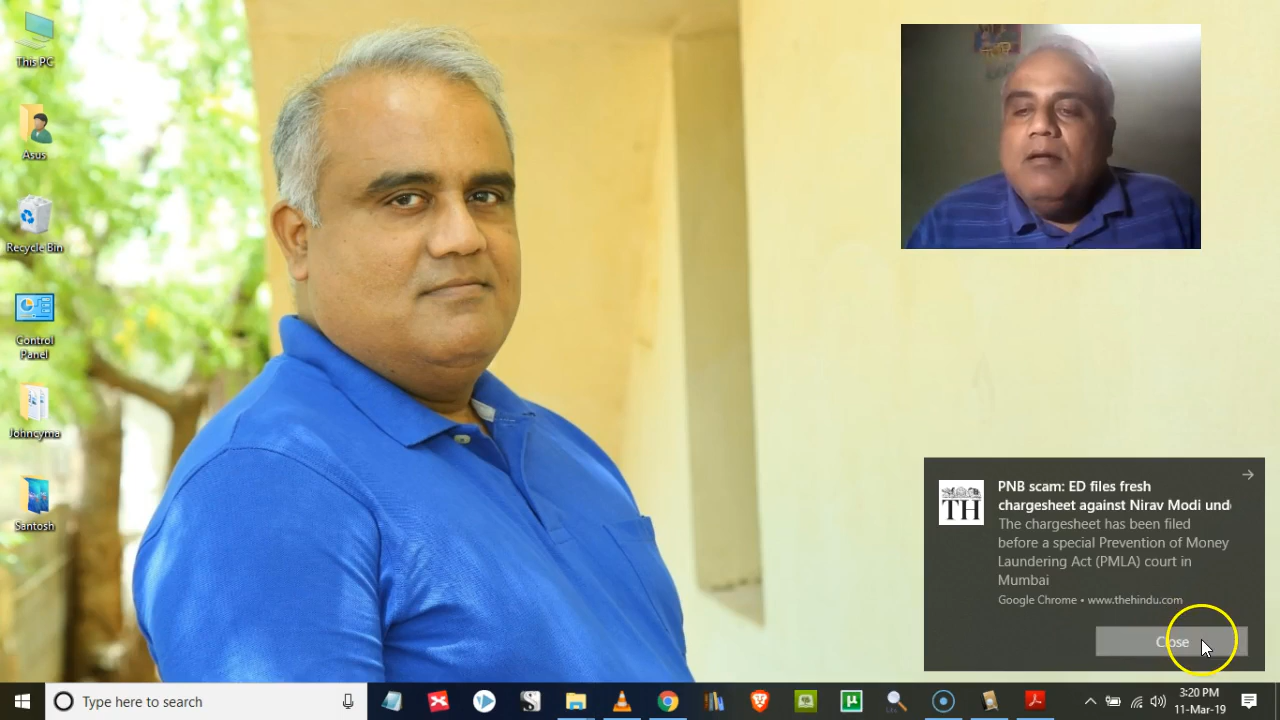 This PC
Asus
Recycle Bin
Control
Panel
Johncyma
Santosh
TH
PNB scam: ED files fresh
chargesheet against Nirav Modi und
The chargesheet has been filed
before a special Prevention of Money
Laundering Act (PMLA) court in
Mumbai
Google Chrome • www.thehindu.com
Close
Type here to search
3:20 PM
11-Mar-19